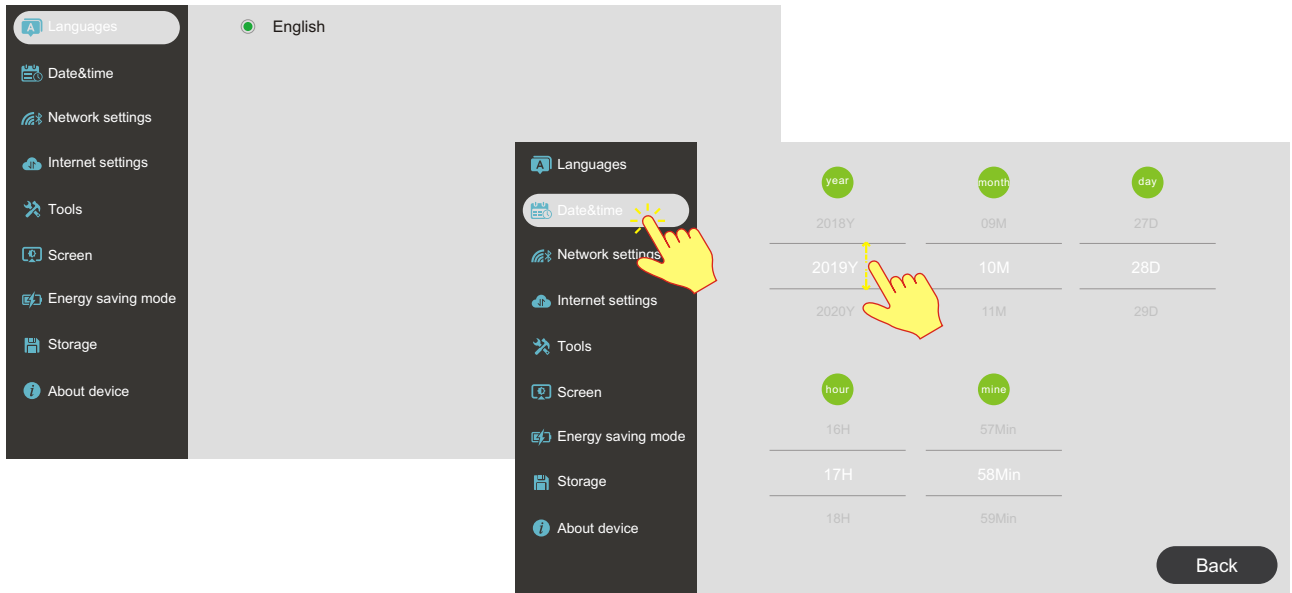 Languages
English
Date&time
Network settings
Internet settings
Tools
Screen
Energy saving mode
Storage
About device
Languages
Date&time
Network settings
Internet settings
Tools
Screen
Energy saving mode
Storage
About device
year month day
2018Y 09M 27D
2019Y 10M 28D
2020Y 11M 29D
hour mine
16H 57Min
17H 58Min
18H 59Min
Back